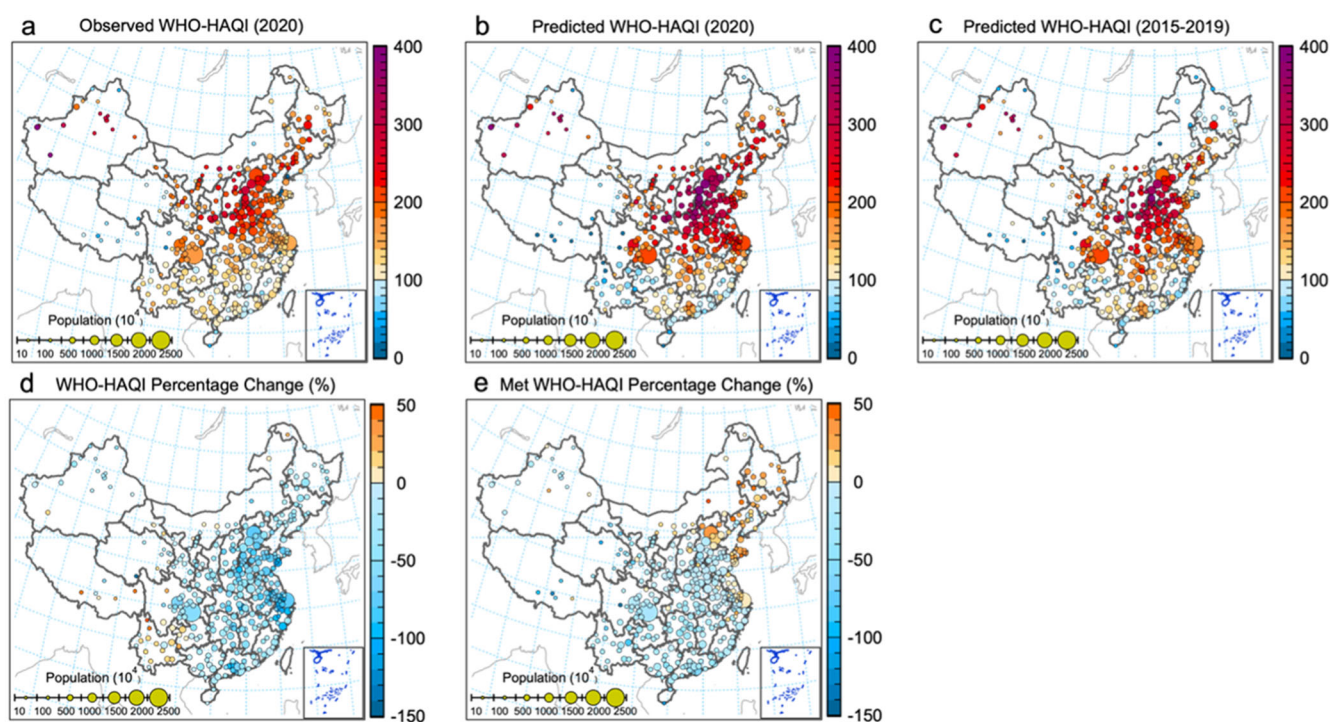 a Observed WHO-HAQI (2020)
400
300
200
100
0
Population (10⁴)
10 100 500 1000 1500 2000 2500
b Predicted WHO-HAQI (2020)
400
300
200
100
0
Population (10⁴)
10 100 500 1000 1500 2000 2500
c Predicted WHO-HAQI (2015-2019)
400
300
200
100
0
Population (10⁴)
10 100 500 1000 1500 2000 2500
d WHO-HAQI Percentage Change (%)
50
0
-50
-100
-150
Population (10⁴)
10 100 500 1000 1500 2000 2500
e Met WHO-HAQI Percentage Change (%)
50
0
-50
-100
-150
Population (10⁴)
10 100 500 1000 1500 2000 2500